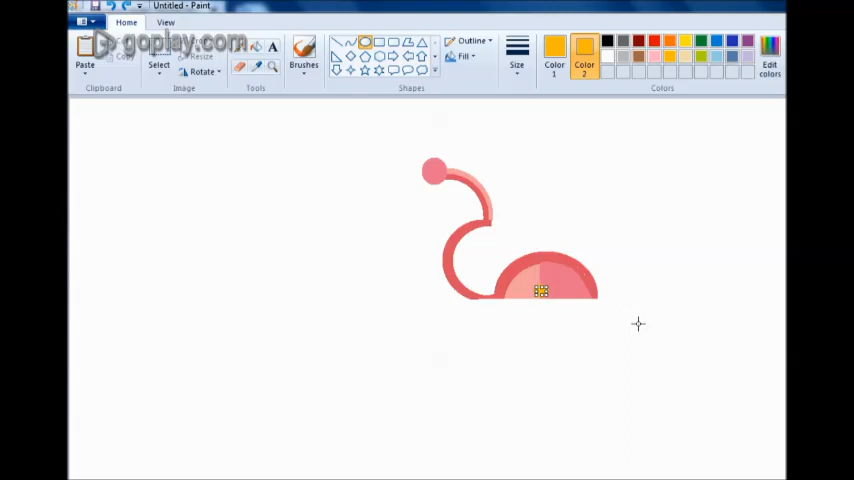 Untitled - Paint
Home
View
goplay.com
Paste
Copy
Select
Resize
Rotate
Brushes
Outline
Fill
Size
Color 1
Color 2
Edit colors
Clipboard
Image
Tools
Shapes
Colors